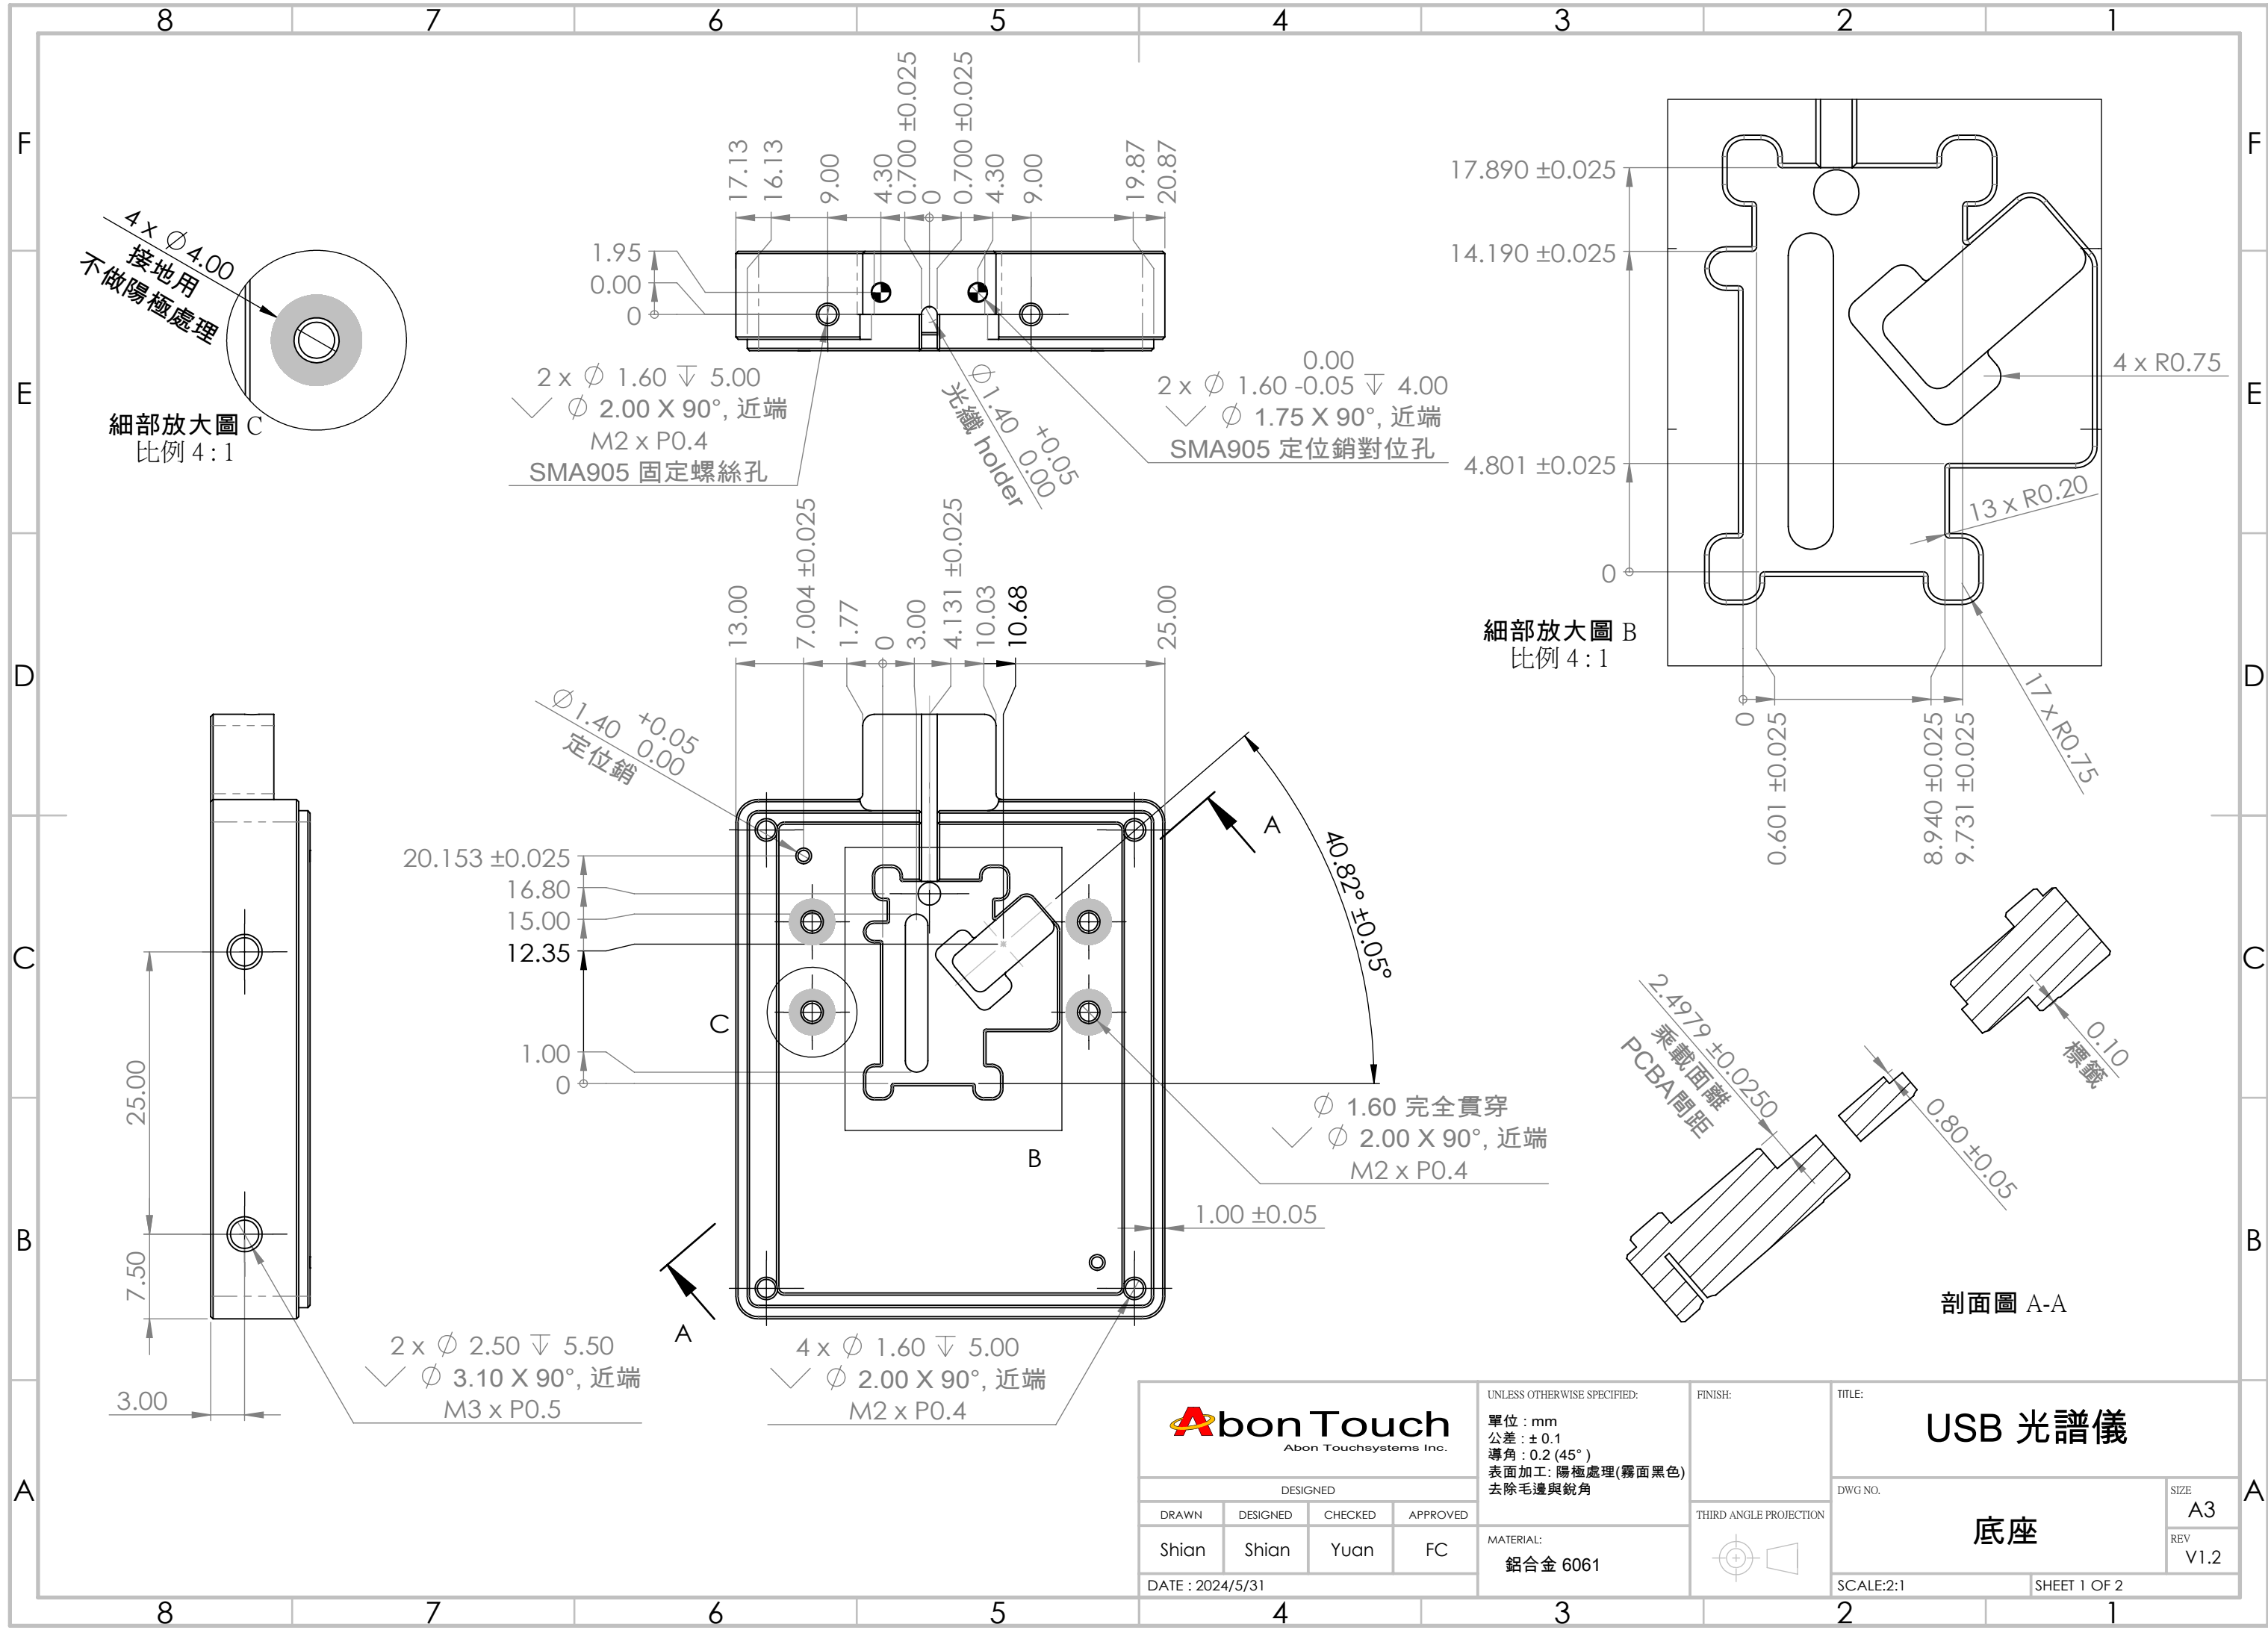 8 7 6 5 4 3 2 1
F
E
D
C
B
A
F
E
D
C
B
A
4 x ∅ 4.00
接地用
不做陽極處理
細部放大圖 C
比例 4 : 1
17.13
16.13
9.00
4.30
0.700 ±0.025
0
0.700 ±0.025
4.30
9.00
19.87
20.87
1.95
0.00
0
2 x ∅ 1.60 ↧ 5.00
⌵ ∅ 2.00 X 90°, 近端
M2 x P0.4
SMA905 固定螺絲孔
∅1.40 +0.05 0.00
光纖 holder
0.00
2 x ∅ 1.60 -0.05 ↧ 4.00
⌵ ∅ 1.75 X 90°, 近端
SMA905 定位銷對位孔
17.890 ±0.025
14.190 ±0.025
4.801 ±0.025
0
4 x R0.75
13 x R0.20
17 x R0.75
0
0.601 ±0.025
8.940 ±0.025
9.731 ±0.025
細部放大圖 B
比例 4 : 1
13.00
7.004 ±0.025
1.77
0
3.00
4.131 ±0.025
10.03
10.68
25.00
∅1.40 +0.05 0.00
定位銷
20.153 ±0.025
16.80
15.00
12.35
1.00
0
A
40.82° ±0.05°
C
B
A
∅ 1.60 完全貫穿
⌵ ∅ 2.00 X 90°, 近端
M2 x P0.4
1.00 ±0.05
25.00
7.50
3.00
2 x ∅ 2.50 ↧ 5.50
⌵ ∅ 3.10 X 90°, 近端
M3 x P0.5
4 x ∅ 1.60 ↧ 5.00
⌵ ∅ 2.00 X 90°, 近端
M2 x P0.4
2.4979 ±0.0250
乘載面離
PCBA間距
0.10
標籤
0.80 ±0.05
剖面圖 A-A
Abon Touch
Abon Touchsystems Inc.
DESIGNED
DRAWN DESIGNED CHECKED APPROVED
Shian Shian Yuan FC
DATE : 2024/5/31
UNLESS OTHERWISE SPECIFIED:
單位 : mm
公差 : ± 0.1
導角 : 0.2 (45° )
表面加工: 陽極處理(霧面黑色)
去除毛邊與銳角
MATERIAL:
鋁合金 6061
FINISH:
THIRD ANGLE PROJECTION
TITLE:
USB 光譜儀
DWG NO.
底座
SIZE
A3
REV
V1.2
SCALE:2:1
SHEET 1 OF 2
8 7 6 5 4 3 2 1